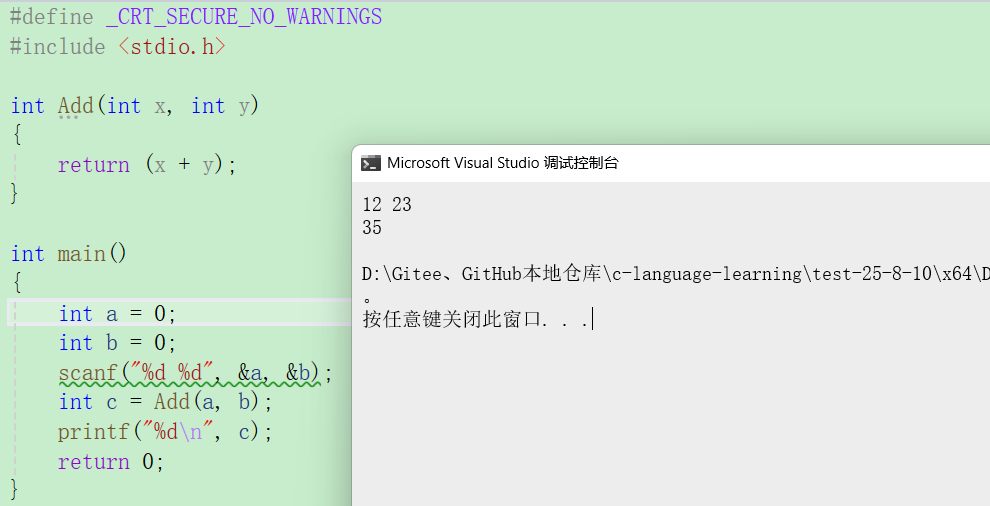 #define _CRT_SECURE_NO_WARNINGS
#include <stdio.h>
int Add(int x, int y)
{
return (x + y);
}
int main()
{
int a = 0;
int b = 0;
scanf("%d %d", &a, &b);
int c = Add(a, b);
printf("%d\n", c);
return 0;
}
Microsoft Visual Studio 调试控制台
12 23
35
D:\Gitee、GitHub本地仓库\c-language-learning\test-25-8-10\x64\D
。
按任意键关闭此窗口. . .